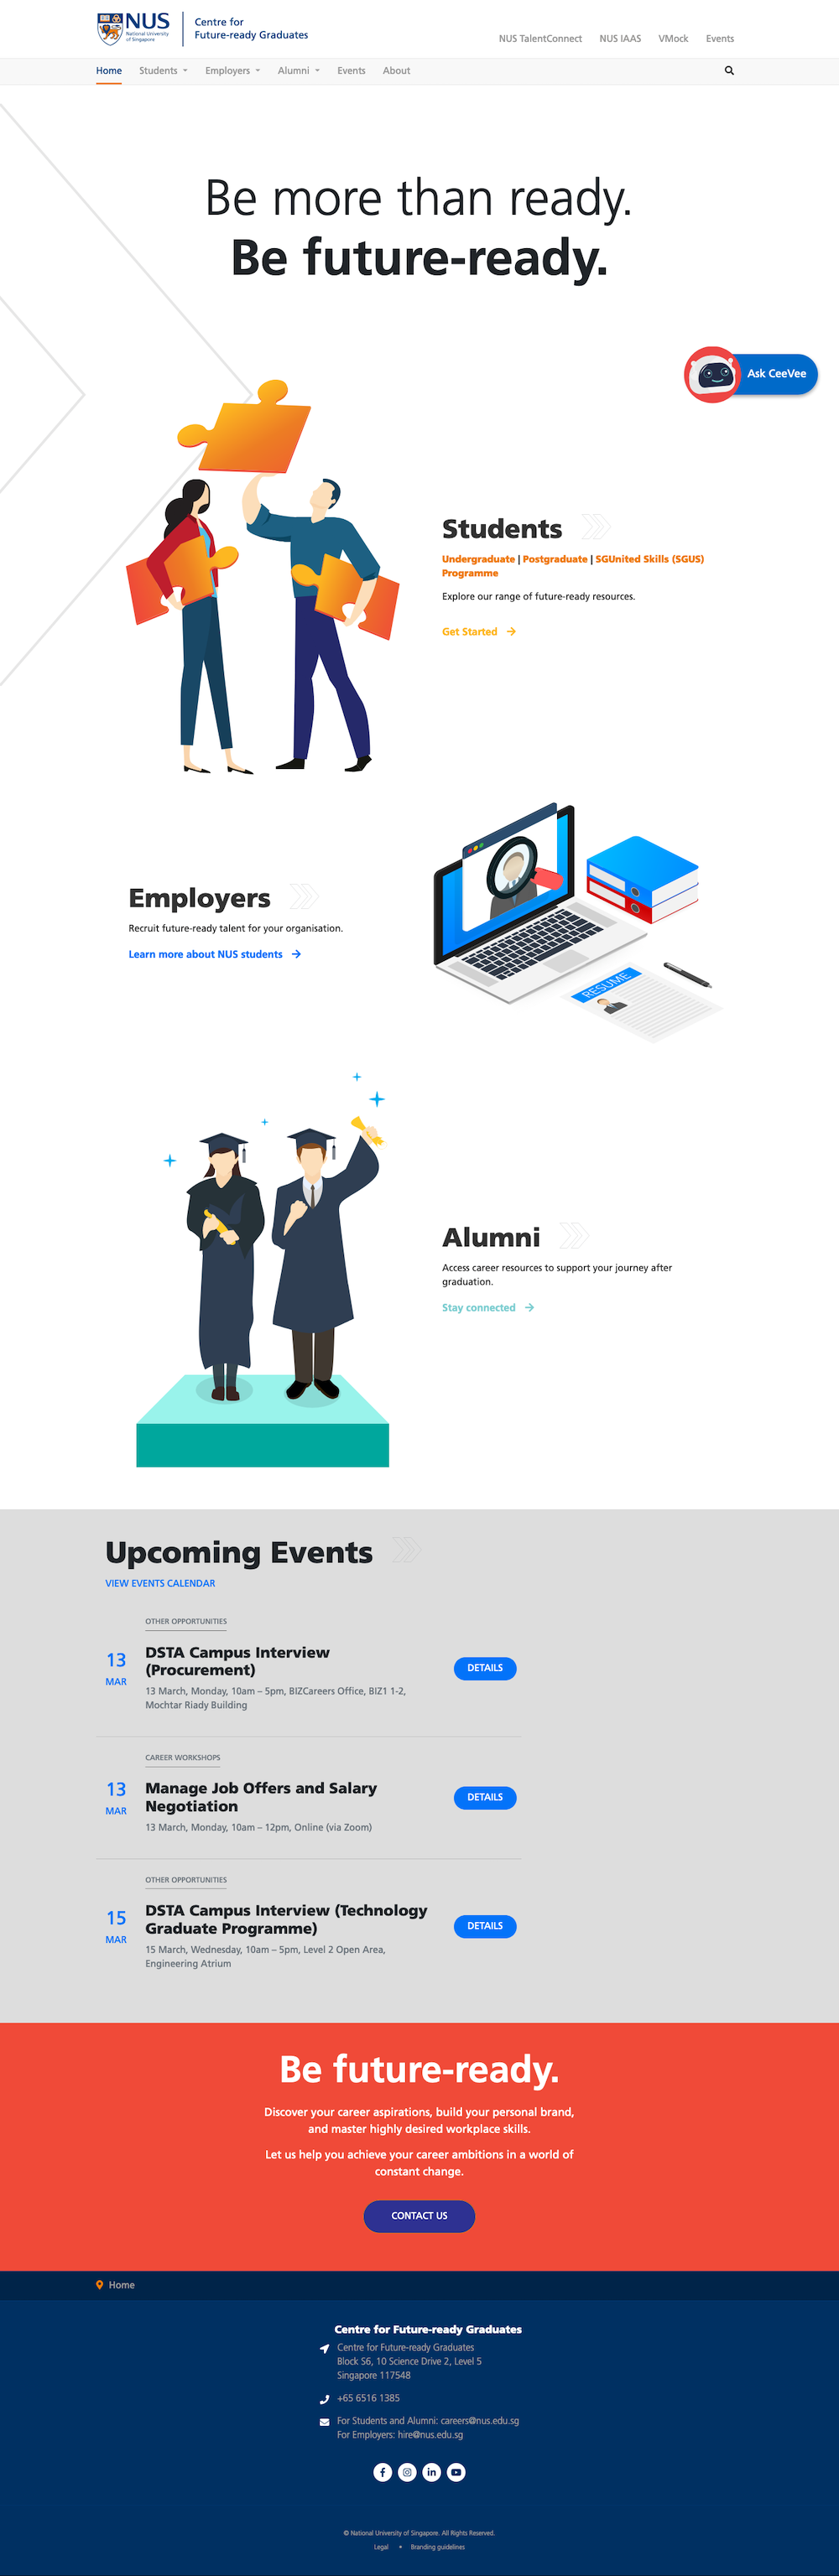 NUS
National University
of Singapore
Centre for
Future-ready Graduates
NUS TalentConnect NUS IAAS VMock Events
Home Students Employers Alumni Events About
Be more than ready.
Be future-ready.
Ask CeeVee
Students
Undergraduate | Postgraduate | SGUnited Skills (SGUS)
Programme
Explore our range of future-ready resources.
Get Started
Employers
Recruit future-ready talent for your organisation.
Learn more about NUS students
RESUME
Alumni
Access career resources to support your journey after
graduation.
Stay connected
Upcoming Events
VIEW EVENTS CALENDAR
OTHER OPPORTUNITIES
13
MAR
DSTA Campus Interview
(Procurement)
13 March, Monday, 10am – 5pm, BIZCareers Office, BIZ1 1-2,
Mochtar Riady Building
DETAILS
CAREER WORKSHOPS
13
MAR
Manage Job Offers and Salary
Negotiation
13 March, Monday, 10am – 12pm, Online (via Zoom)
DETAILS
OTHER OPPORTUNITIES
15
MAR
DSTA Campus Interview (Technology
Graduate Programme)
15 March, Wednesday, 10am – 5pm, Level 2 Open Area,
Engineering Atrium
DETAILS
Be future-ready.
Discover your career aspirations, build your personal brand,
and master highly desired workplace skills.
Let us help you achieve your career ambitions in a world of
constant change.
CONTACT US
Home
Centre for Future-ready Graduates
Centre for Future-ready Graduates
Block S6, 10 Science Drive 2, Level 5
Singapore 117548
+65 6516 1385
For Students and Alumni: careers@nus.edu.sg
For Employers: hire@nus.edu.sg
© National University of Singapore. All Rights Reserved.
Legal • Branding guidelines